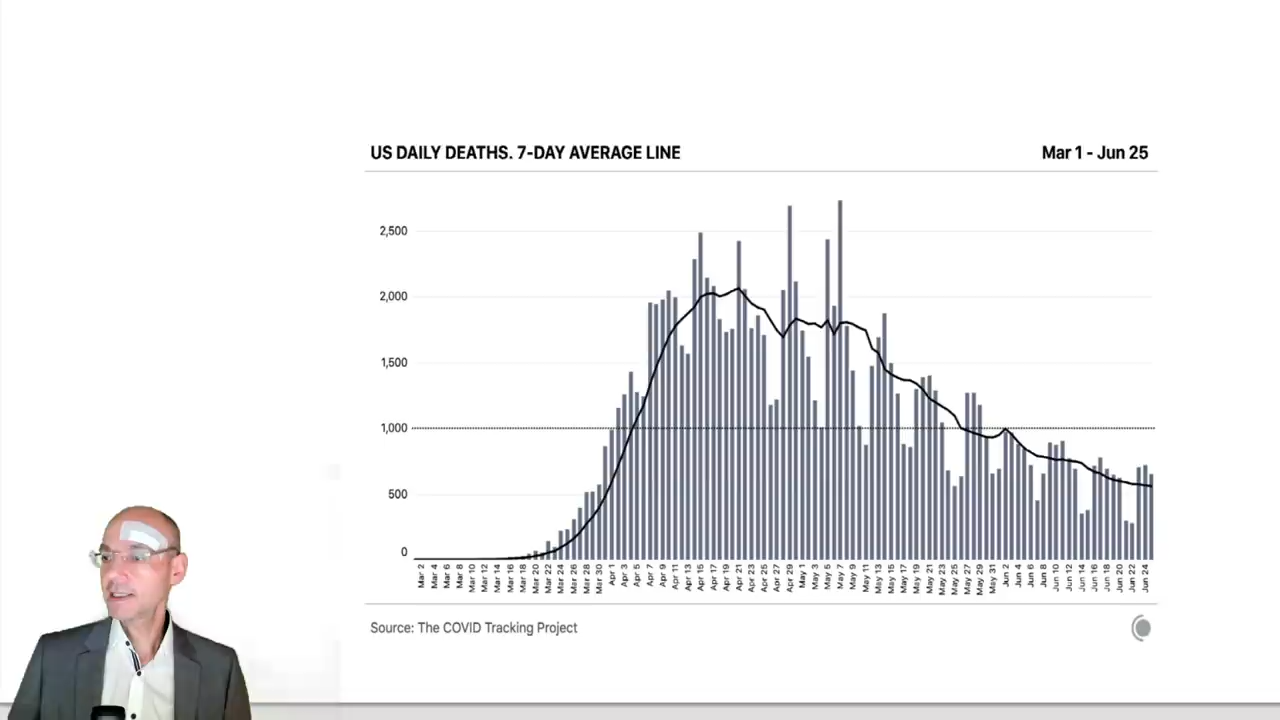 US DAILY DEATHS. 7-DAY AVERAGE LINE
Mar 1 - Jun 25
2,500
2,000
1,500
1,000
500
0
Mar 2 Mar 4 Mar 6 Mar 8 Mar 10 Mar 12 Mar 14 Mar 16 Mar 18 Mar 20 Mar 22 Mar 24 Mar 26 Mar 28 Mar 30 Apr 1 Apr 3 Apr 5 Apr 7 Apr 9 Apr 11 Apr 13 Apr 15 Apr 17 Apr 19 Apr 21 Apr 23 Apr 25 Apr 27 Apr 29 May 1 May 3 May 5 May 7 May 9 May 11 May 13 May 15 May 17 May 19 May 21 May 23 May 25 May 27 May 29 May 31 Jun 2 Jun 4 Jun 6 Jun 8 Jun 10 Jun 12 Jun 14 Jun 16 Jun 18 Jun 20 Jun 22 Jun 24
Source: The COVID Tracking Project